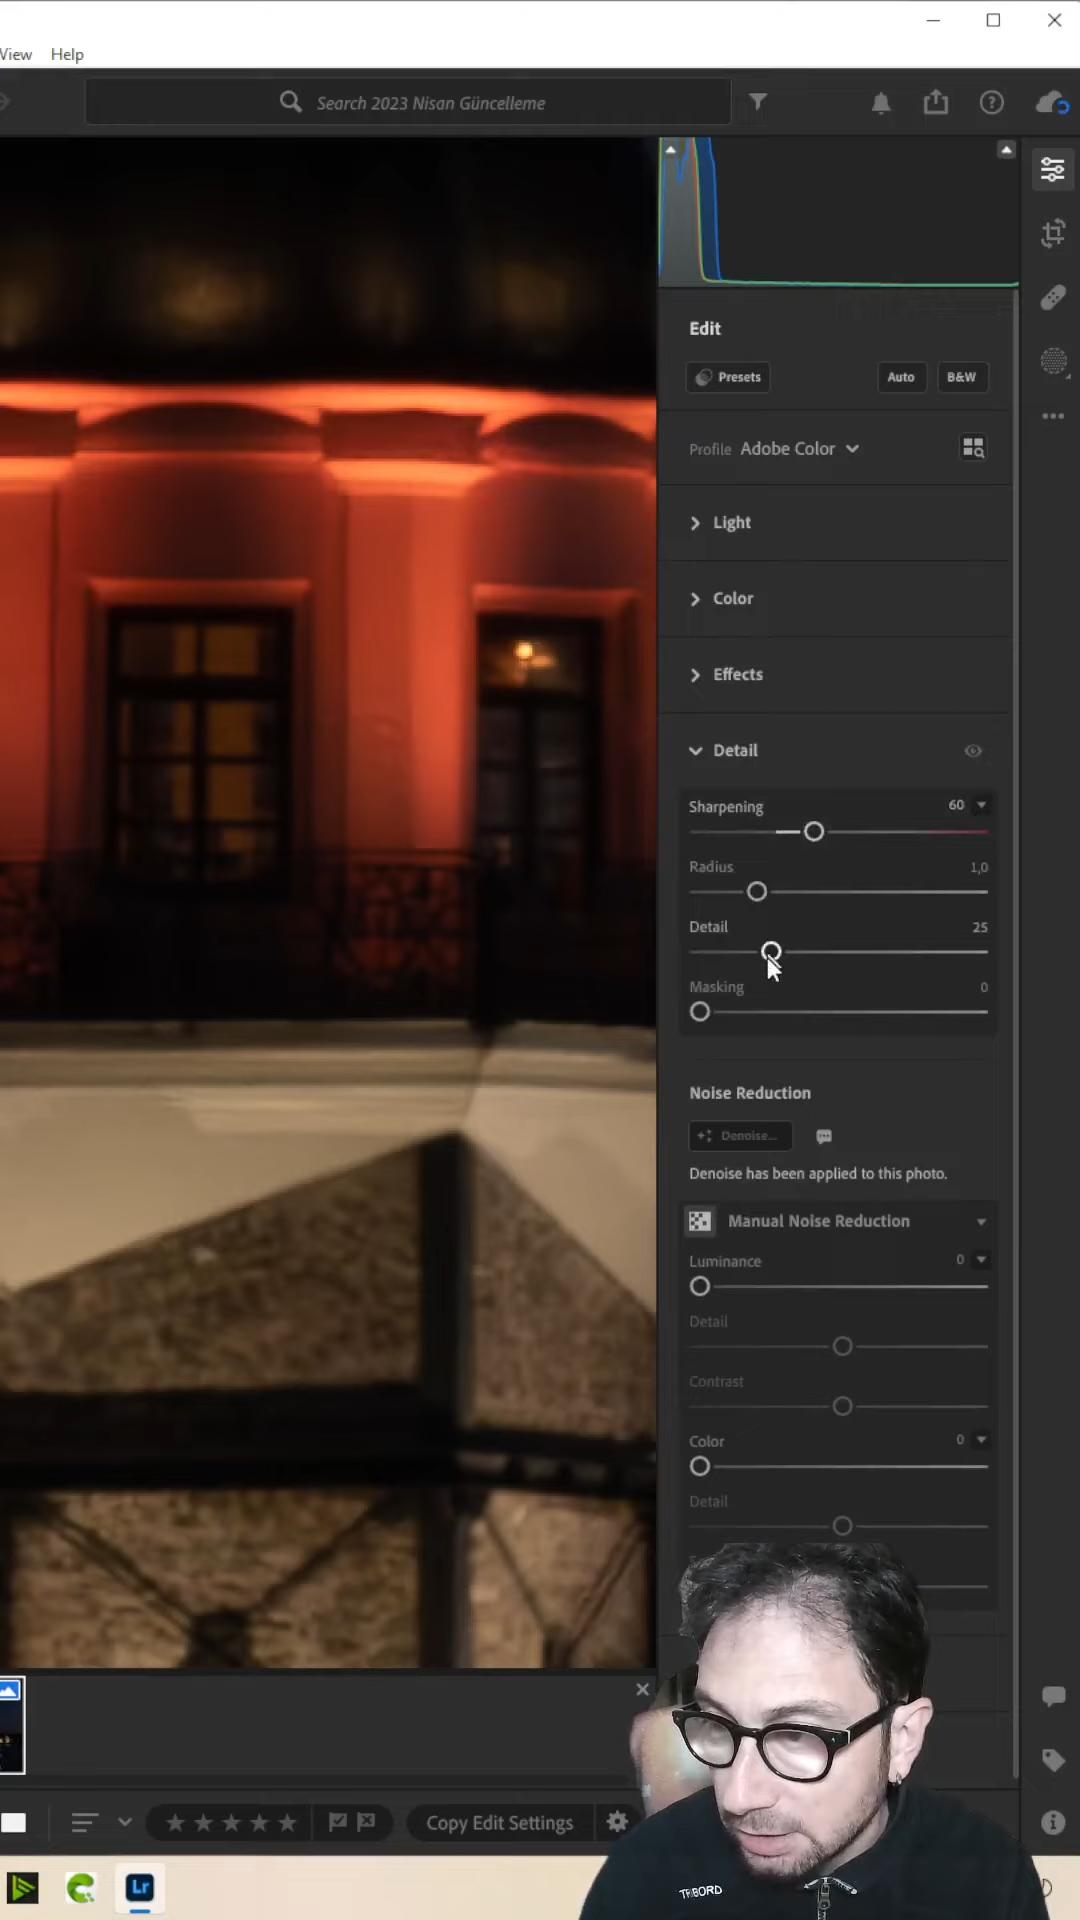 View Help
Search 2023 Nisan Güncelleme
Edit
Presets Auto B&W
Profile Adobe Color
Light
Color
Effects
Detail
Sharpening 60
Radius 1,0
Detail 25
Masking 0
Noise Reduction
Denoise...
Denoise has been applied to this photo.
Manual Noise Reduction
Luminance 0
Detail
Contrast
Color 0
Detail
Copy Edit Settings
Lr
TRIBORD